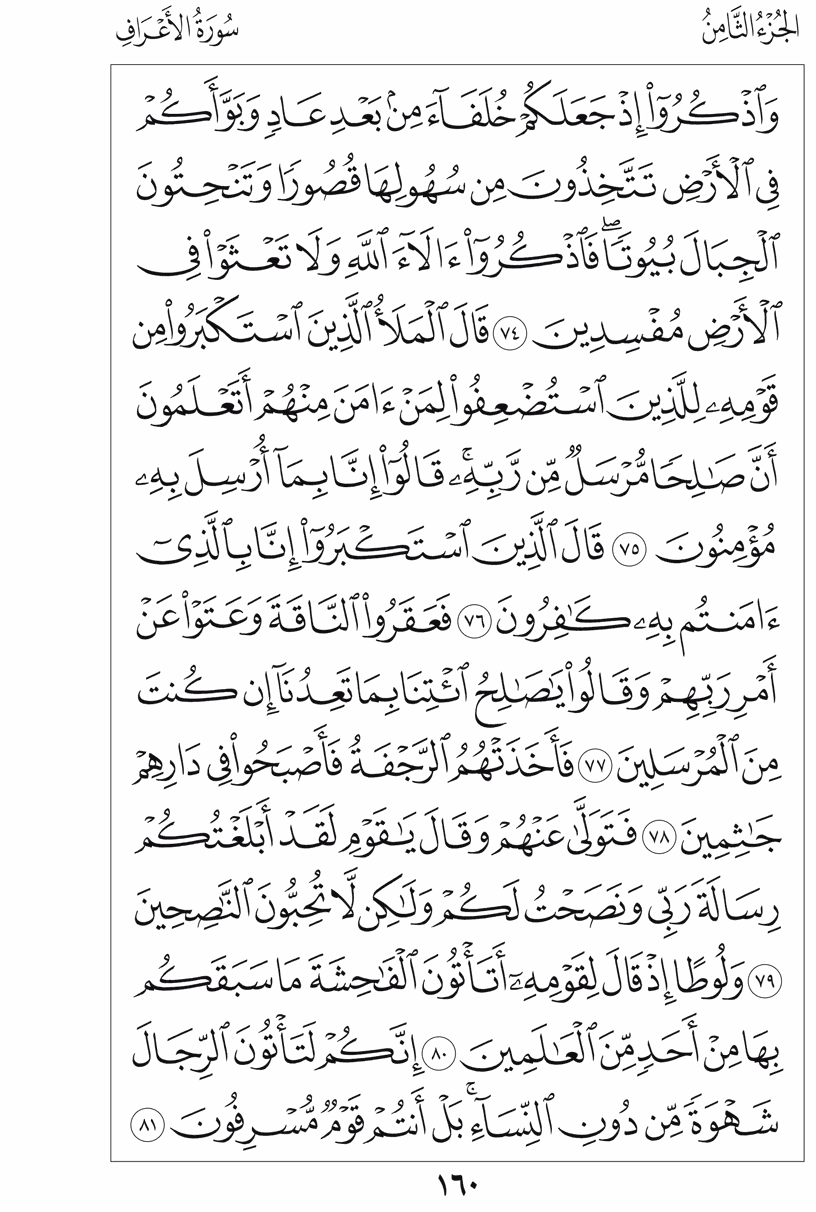 الجُزْءُ الثَّامِنُ
سُورَةُ الأَعْرَافِ
وَٱذْكُرُوٓا۟ إِذْ جَعَلَكُمْ خُلَفَآءَ مِنۢ بَعْدِ عَادٍ وَبَوَّأَكُمْ
فِى ٱلْأَرْضِ تَتَّخِذُونَ مِن سُهُولِهَا قُصُورًا وَتَنْحِتُونَ
ٱلْجِبَالَ بُيُوتًا ۖ فَٱذْكُرُوٓا۟ ءَالَآءَ ٱللَّهِ وَلَا تَعْثَوْا۟ فِى
ٱلْأَرْضِ مُفْسِدِينَ ٧٤ قَالَ ٱلْمَلَأُ ٱلَّذِينَ ٱسْتَكْبَرُوا۟ مِن
قَوْمِهِۦ لِلَّذِينَ ٱسْتُضْعِفُوا۟ لِمَنْ ءَامَنَ مِنْهُمْ أَتَعْلَمُونَ
أَنَّ صَـٰلِحًا مُّرْسَلٌ مِّن رَّبِّهِۦ ۚ قَالُوٓا۟ إِنَّا بِمَآ أُرْسِلَ بِهِۦ
مُؤْمِنُونَ ٧٥ قَالَ ٱلَّذِينَ ٱسْتَكْبَرُوٓا۟ إِنَّا بِٱلَّذِىٓ
ءَامَنتُم بِهِۦ كَـٰفِرُونَ ٧٦ فَعَقَرُوا۟ ٱلنَّاقَةَ وَعَتَوْا۟ عَنْ
أَمْرِ رَبِّهِمْ وَقَالُوا۟ يَـٰصَـٰلِحُ ٱئْتِنَا بِمَا تَعِدُنَآ إِن كُنتَ
مِنَ ٱلْمُرْسَلِينَ ٧٧ فَأَخَذَتْهُمُ ٱلرَّجْفَةُ فَأَصْبَحُوا۟ فِى دَارِهِمْ
جَـٰثِمِينَ ٧٨ فَتَوَلَّىٰ عَنْهُمْ وَقَالَ يَـٰقَوْمِ لَقَدْ أَبْلَغْتُكُمْ
رِسَالَةَ رَبِّى وَنَصَحْتُ لَكُمْ وَلَـٰكِن لَّا تُحِبُّونَ ٱلنَّـٰصِحِينَ
٧٩ وَلُوطًا إِذْ قَالَ لِقَوْمِهِۦٓ أَتَأْتُونَ ٱلْفَـٰحِشَةَ مَا سَبَقَكُم
بِهَا مِنْ أَحَدٍ مِّنَ ٱلْعَـٰلَمِينَ ٨٠ إِنَّكُمْ لَتَأْتُونَ ٱلرِّجَالَ
شَهْوَةً مِّن دُونِ ٱلنِّسَآءِ ۚ بَلْ أَنتُمْ قَوْمٌ مُّسْرِفُونَ ٨١
١٦٠